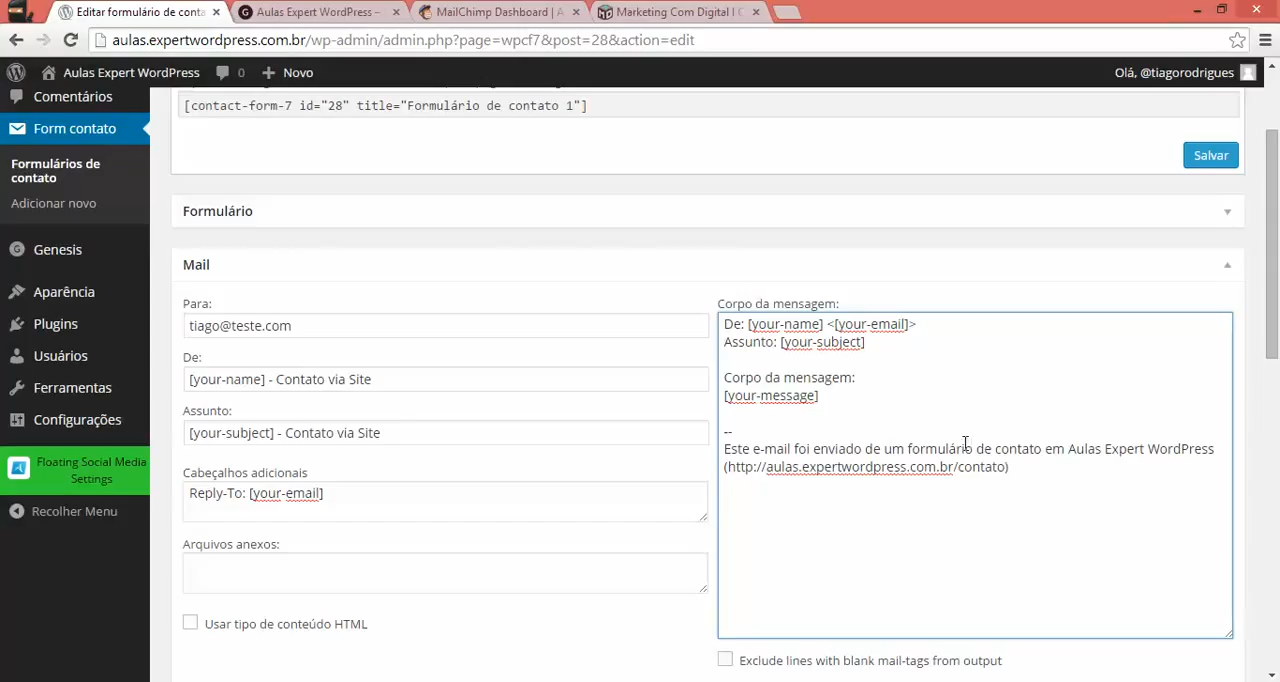 Editar formulário de conta
Aulas Expert WordPress –
MailChimp Dashboard | A
Marketing Com Digital I C
aulas.expertwordpress.com.br/wp-admin/admin.php?page=wpcf7&post=28&action=edit
Aulas Expert WordPress
0
Novo
Olá, @tiagorodrigues
Comentários
Form contato
Formulários de
contato
Adicionar novo
Genesis
Aparência
Plugins
Usuários
Ferramentas
Configurações
Floating Social Media
Settings
Recolher Menu
[contact-form-7 id="28" title="Formulário de contato 1"]
Salvar
Formulário
Mail
Para:
tiago@teste.com
De:
[your-name] - Contato via Site
Assunto:
[your-subject] - Contato via Site
Cabeçalhos adicionais
Reply-To: [your-email]
Arquivos anexos:
Usar tipo de conteúdo HTML
Corpo da mensagem:
De: [your-name] <[your-email]>
Assunto: [your-subject]
Corpo da mensagem:
[your-message]
--
Este e-mail foi enviado de um formulário de contato em Aulas Expert WordPress
(http://aulas.expertwordpress.com.br/contato)
Exclude lines with blank mail-tags from output